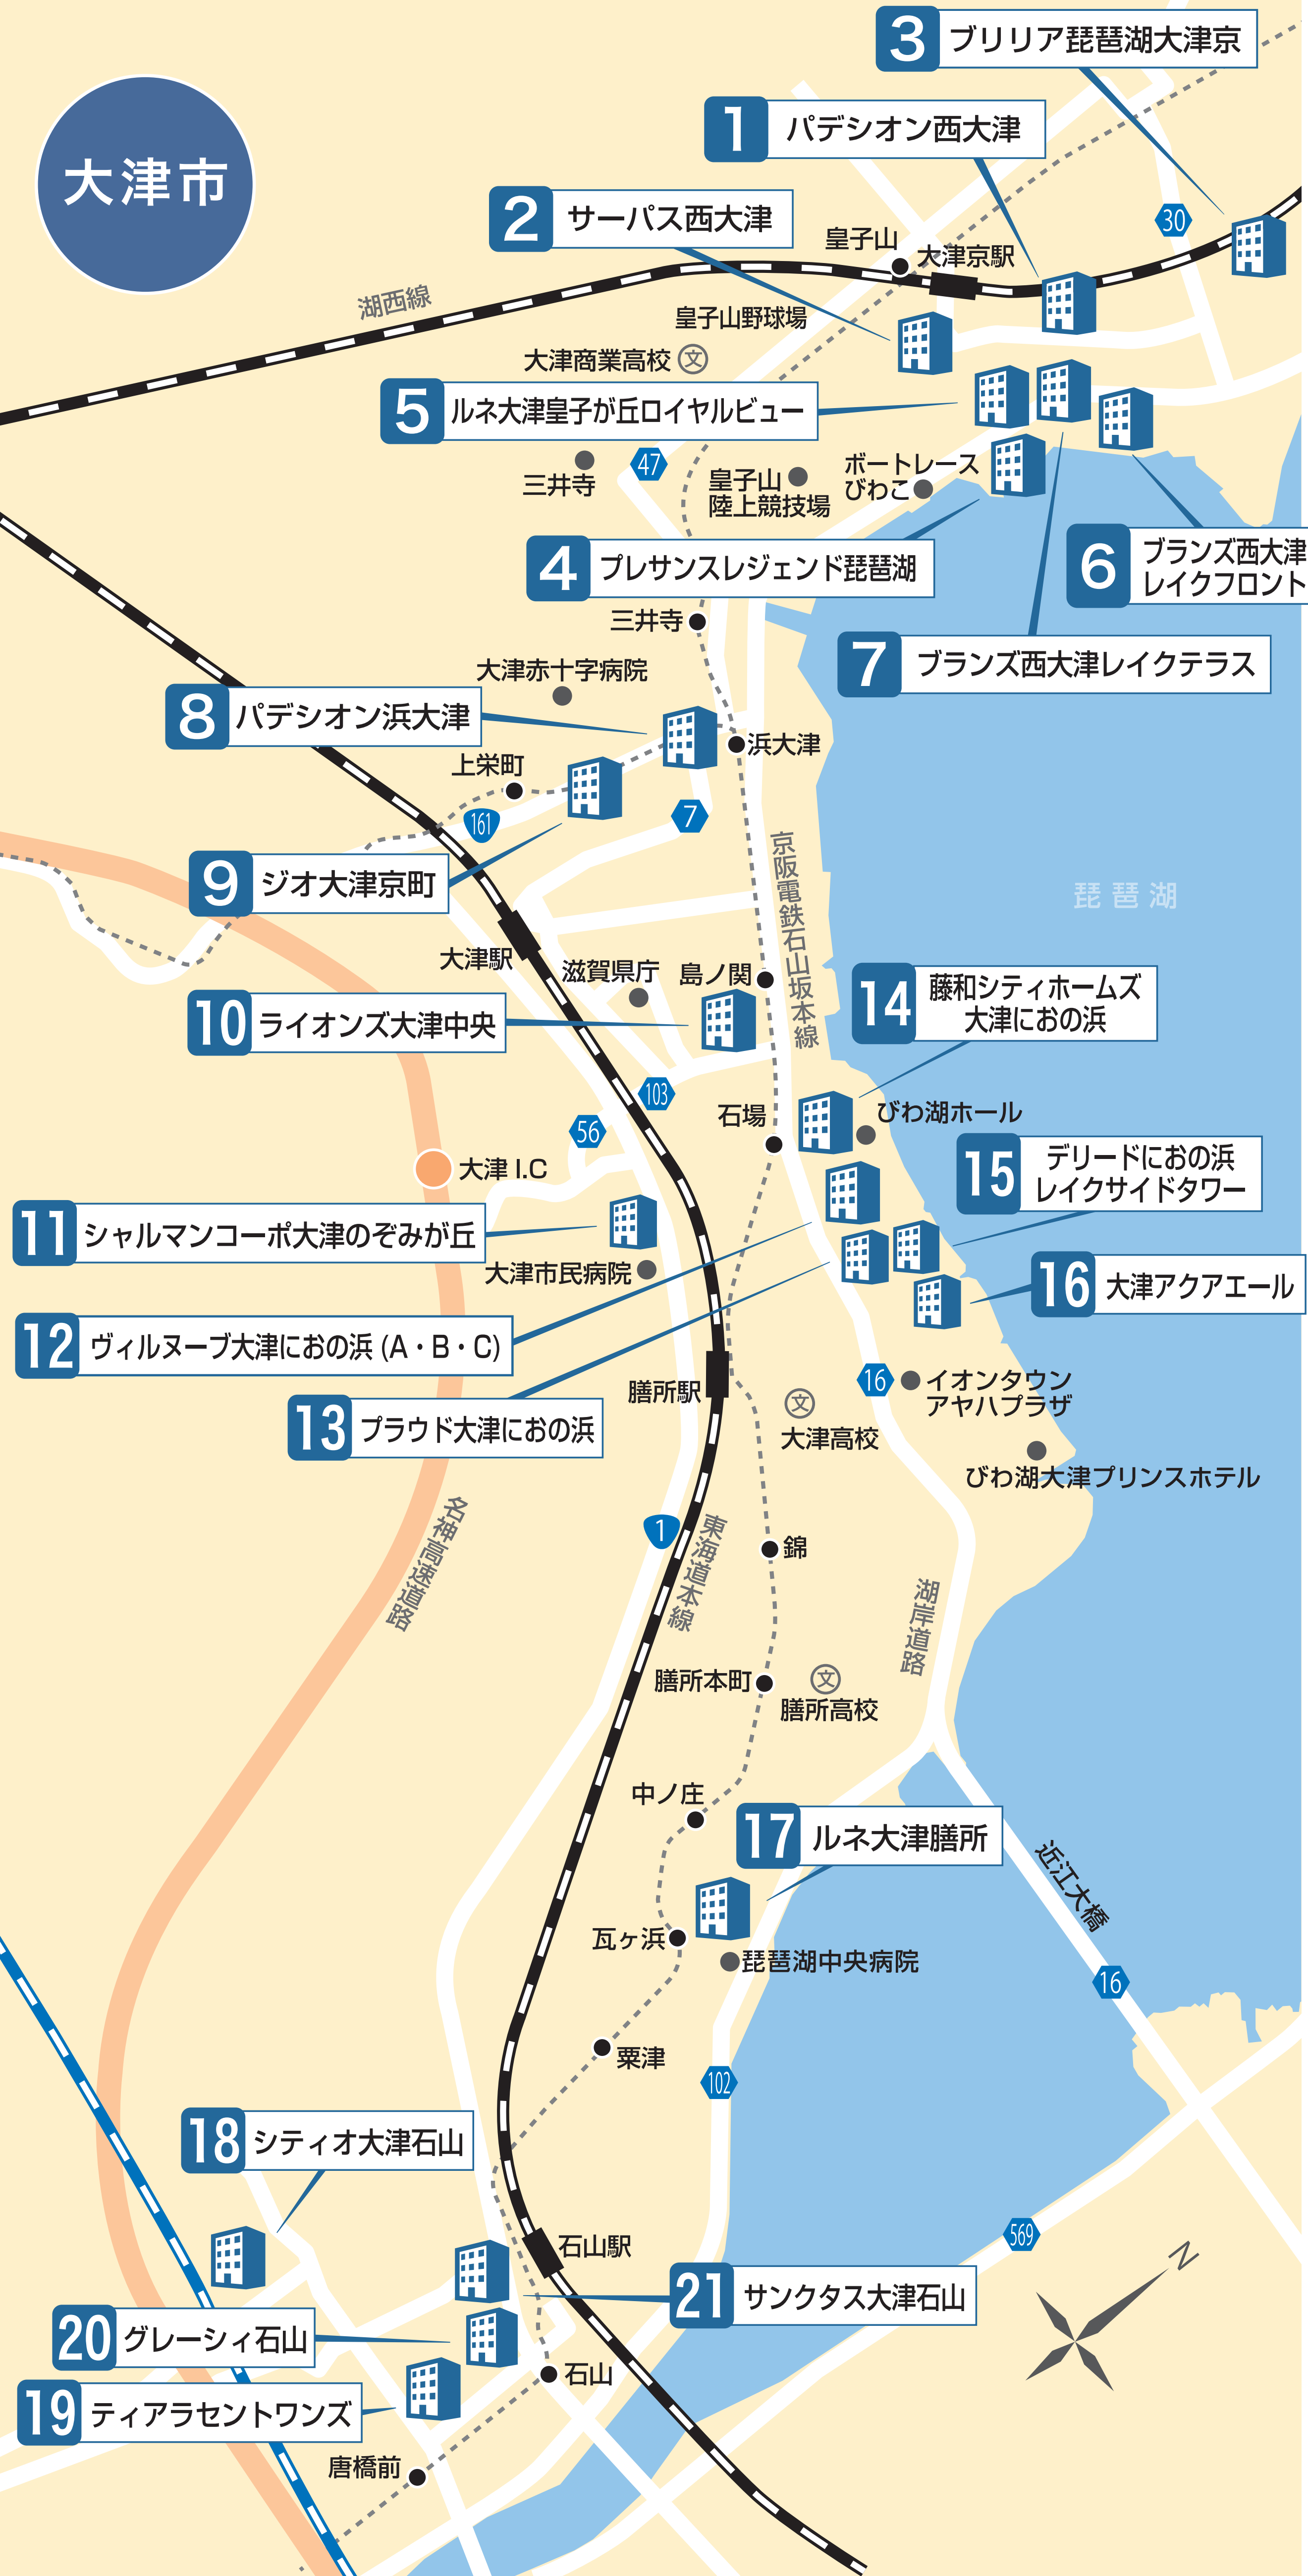 大津市
3
ブリリア琵琶湖大津京
1
パデシオン西大津
2
サーパス西大津
30
皇子山
大津京駅
湖西線
皇子山野球場
大津商業高校
文
5
ルネ大津皇子が丘ロイヤルビュー
三井寺
47
皇子山
陸上競技場
ボートレース
びわこ
4
プレサンスレジェンド琵琶湖
6
ブランズ西大津
レイクフロント
三井寺
7
ブランズ西大津レイクテラス
大津赤十字病院
8
パデシオン浜大津
浜大津
上栄町
161
7
京阪電鉄石山坂本線
9
ジオ大津京町
琵琶湖
大津駅
滋賀県庁
島ノ関
14
藤和シティホームズ
大津におの浜
10
ライオンズ大津中央
103
56
石場
びわ湖ホール
大津 I.C
15
デリードにおの浜
レイクサイドタワー
11
シャルマンコーポ大津のぞみが丘
大津市民病院
16
大津アクアエール
12
ヴィルヌーブ大津におの浜 (A・B・C)
膳所駅
16
イオンタウン
アヤハプラザ
13
プラウド大津におの浜
文
大津高校
びわ湖大津プリンスホテル
名神高速道路
1
東海道本線
錦
湖岸道路
膳所本町
文
膳所高校
中ノ庄
17
ルネ大津膳所
近江大橋
瓦ヶ浜
琵琶湖中央病院
16
粟津
102
18
シティオ大津石山
569
石山駅
N
21
サンクタス大津石山
20
グレーシィ石山
石山
19
ティアラセントワンズ
唐橋前